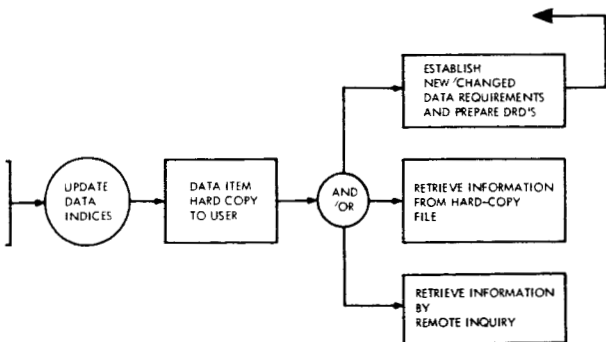 ESTABLISH
NEW/CHANGED
DATA REQUIREMENTS
AND PREPARE DRD'S
UPDATE
DATA
INDICES
DATA ITEM
HARD COPY
TO USER
AND
/OR
RETRIEVE INFORMATION
FROM HARD-COPY
FILE
RETRIEVE INFORMATION
BY
REMOTE INQUIRY